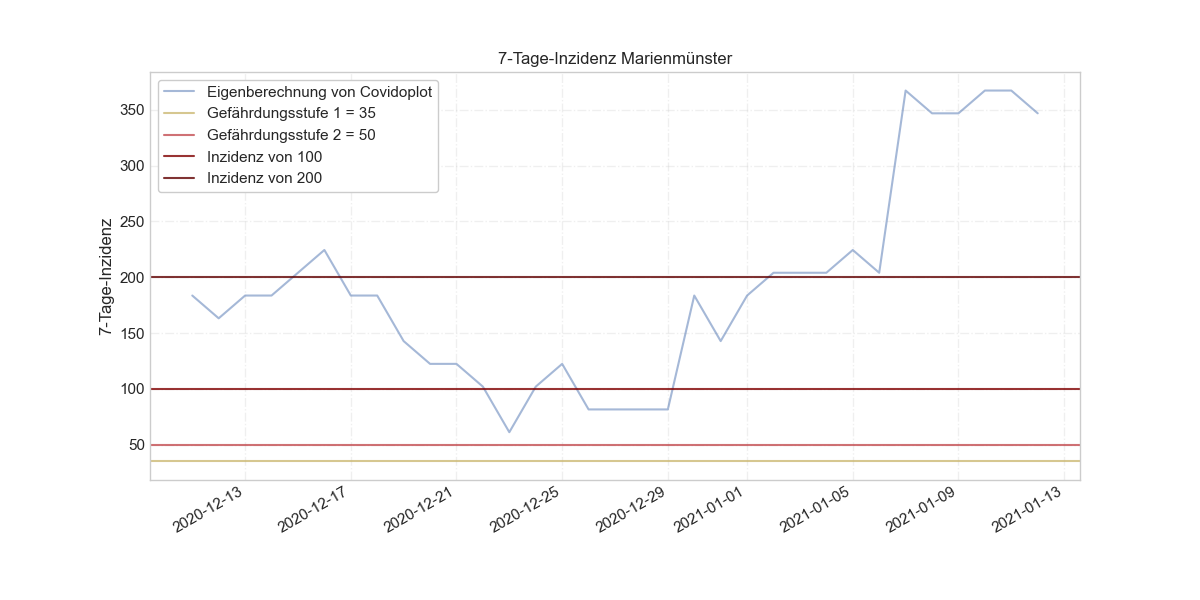 7-Tage-Inzidenz Marienmünster
Eigenberechnung von Covidoplot
Gefährdungsstufe 1 = 35
Gefährdungsstufe 2 = 50
Inzidenz von 100
Inzidenz von 200
7-Tage-Inzidenz
350
300
250
200
150
100
50
2020-12-13
2020-12-17
2020-12-21
2020-12-25
2020-12-29
2021-01-01
2021-01-05
2021-01-09
2021-01-13